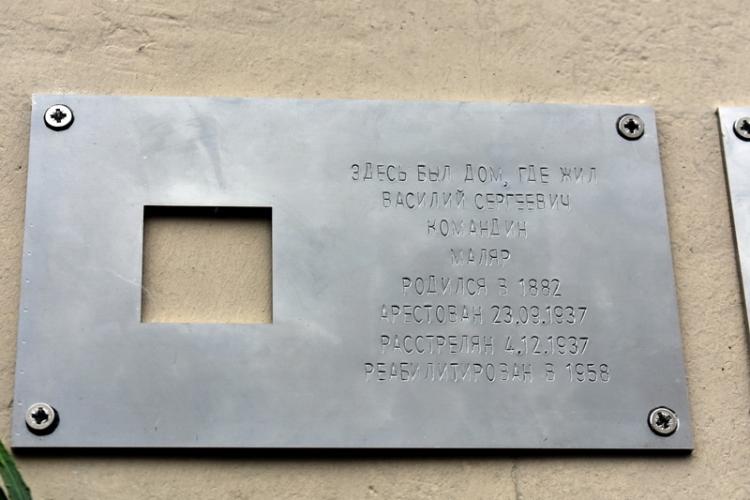 ЗДЕСЬ БЫЛ ДОМ, ГДЕ ЖИЛ
ВАСИЛИЙ СЕРГЕЕВИЧ
КОМАНДИН
МАЛЯР
РОДИЛСЯ В 1882
АРЕСТОВАН 23.09.1937
РАССТРЕЛЯН 4.12.1937
РЕАБИЛИТИРОВАН В 1958